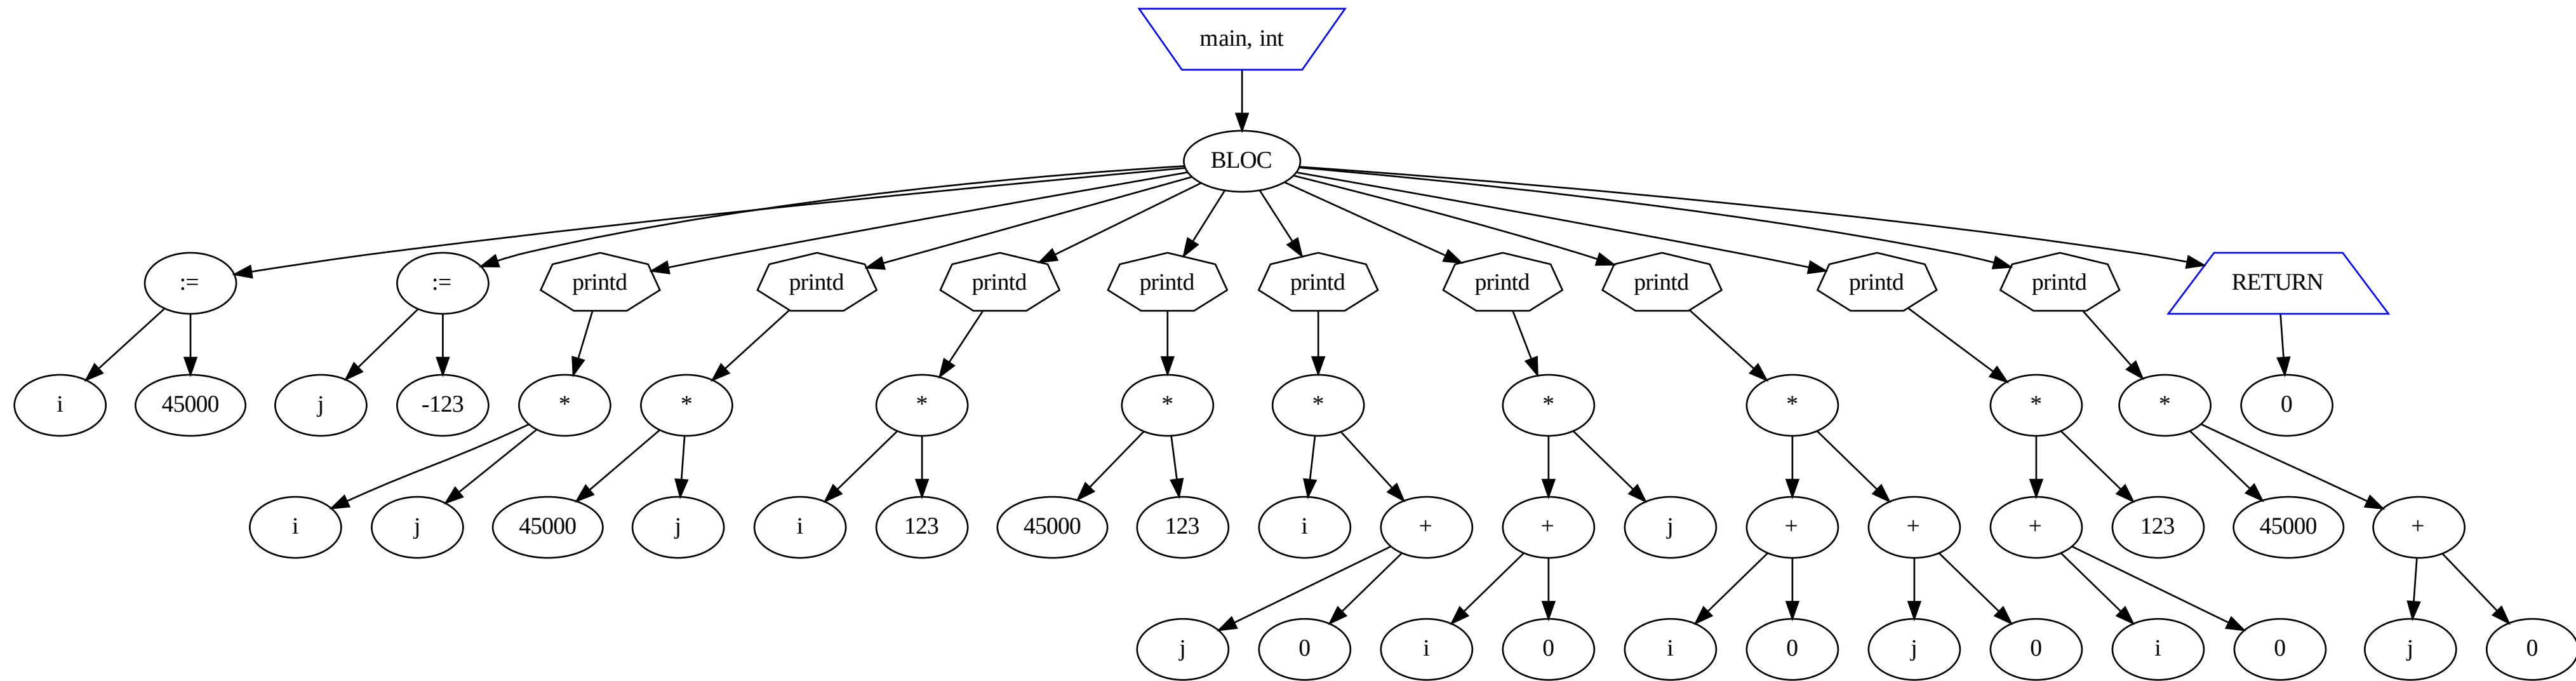 main, int
BLOC
:= := printd printd printd printd printd printd printd printd printd RETURN
i 45000 j -123 * * * * * * * * * 0
i j 45000 j i 123 45000 123 i + + j + + + 123 45000 +
j 0 i 0 i 0 j 0 i 0 j 0